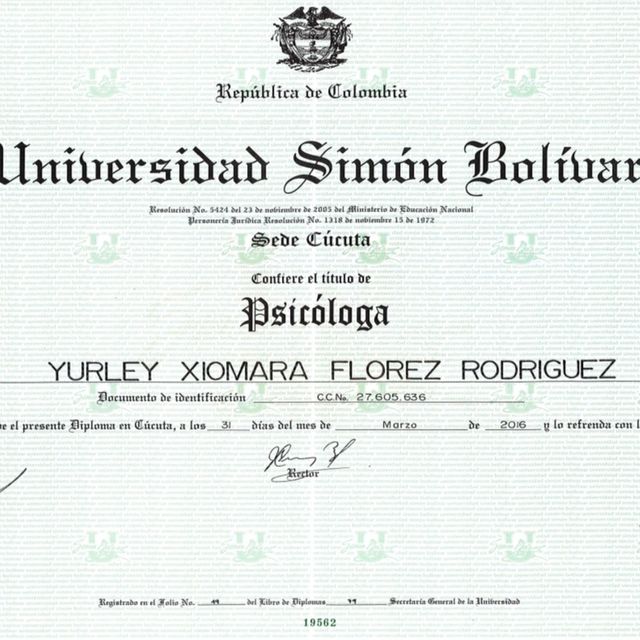 República de Colombia
Universidad Simón Bolívar
Resolución No. 5424 del 23 de noviembre de 2005 del Ministerio de Educación Nacional
Personería Jurídica Resolución No. 1318 de noviembre 15 de 1972
Sede Cúcuta
Confiere el título de
Psicóloga
YURLEY XIOMARA FLOREZ RODRIGUEZ
Documento de identificación C.C.No. 27.605.636
el presente Diploma en Cúcuta, a los 31 días del mes de Marzo de 2016 y lo refrenda con
Rector
Registrado en el Folio No. del Libro de Diplomas Secretaría General de la Universidad
19562